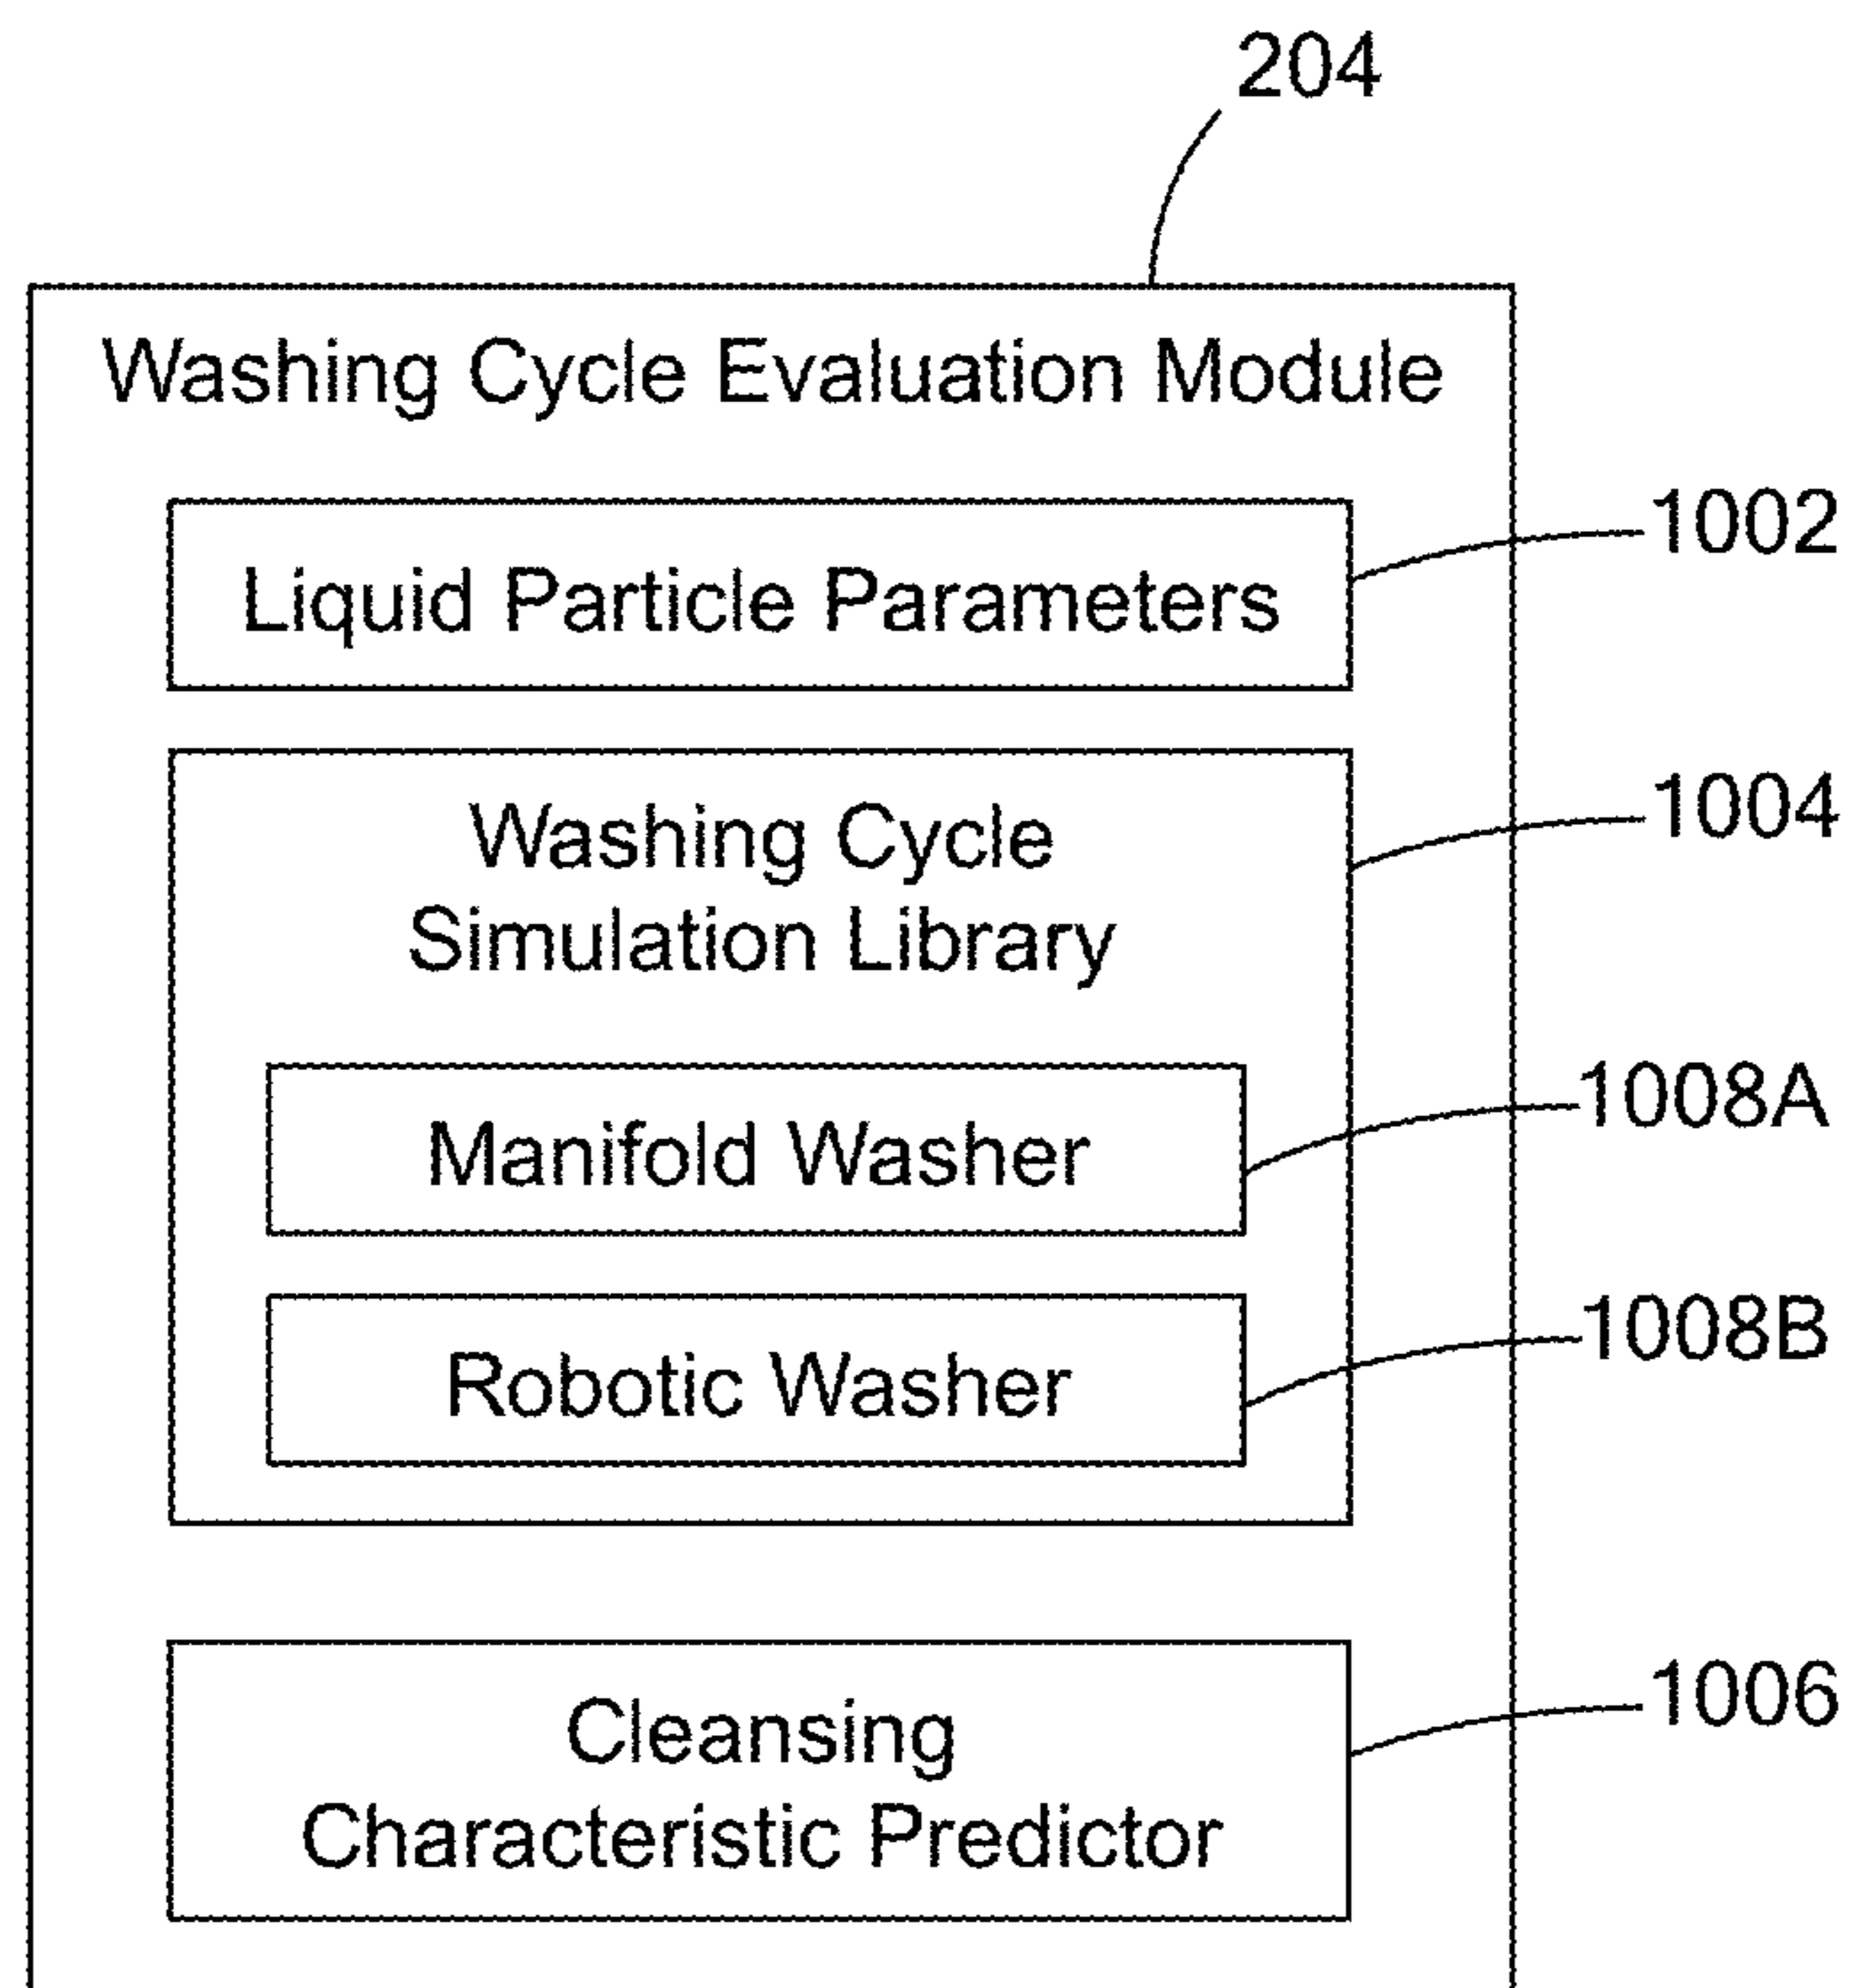 204
Washing Cycle Evaluation Module
1002
Liquid Particle Parameters
1004
Washing Cycle
Simulation Library
1008A
Manifold Washer
1008B
Robotic Washer
1006
Cleansing
Characteristic Predictor